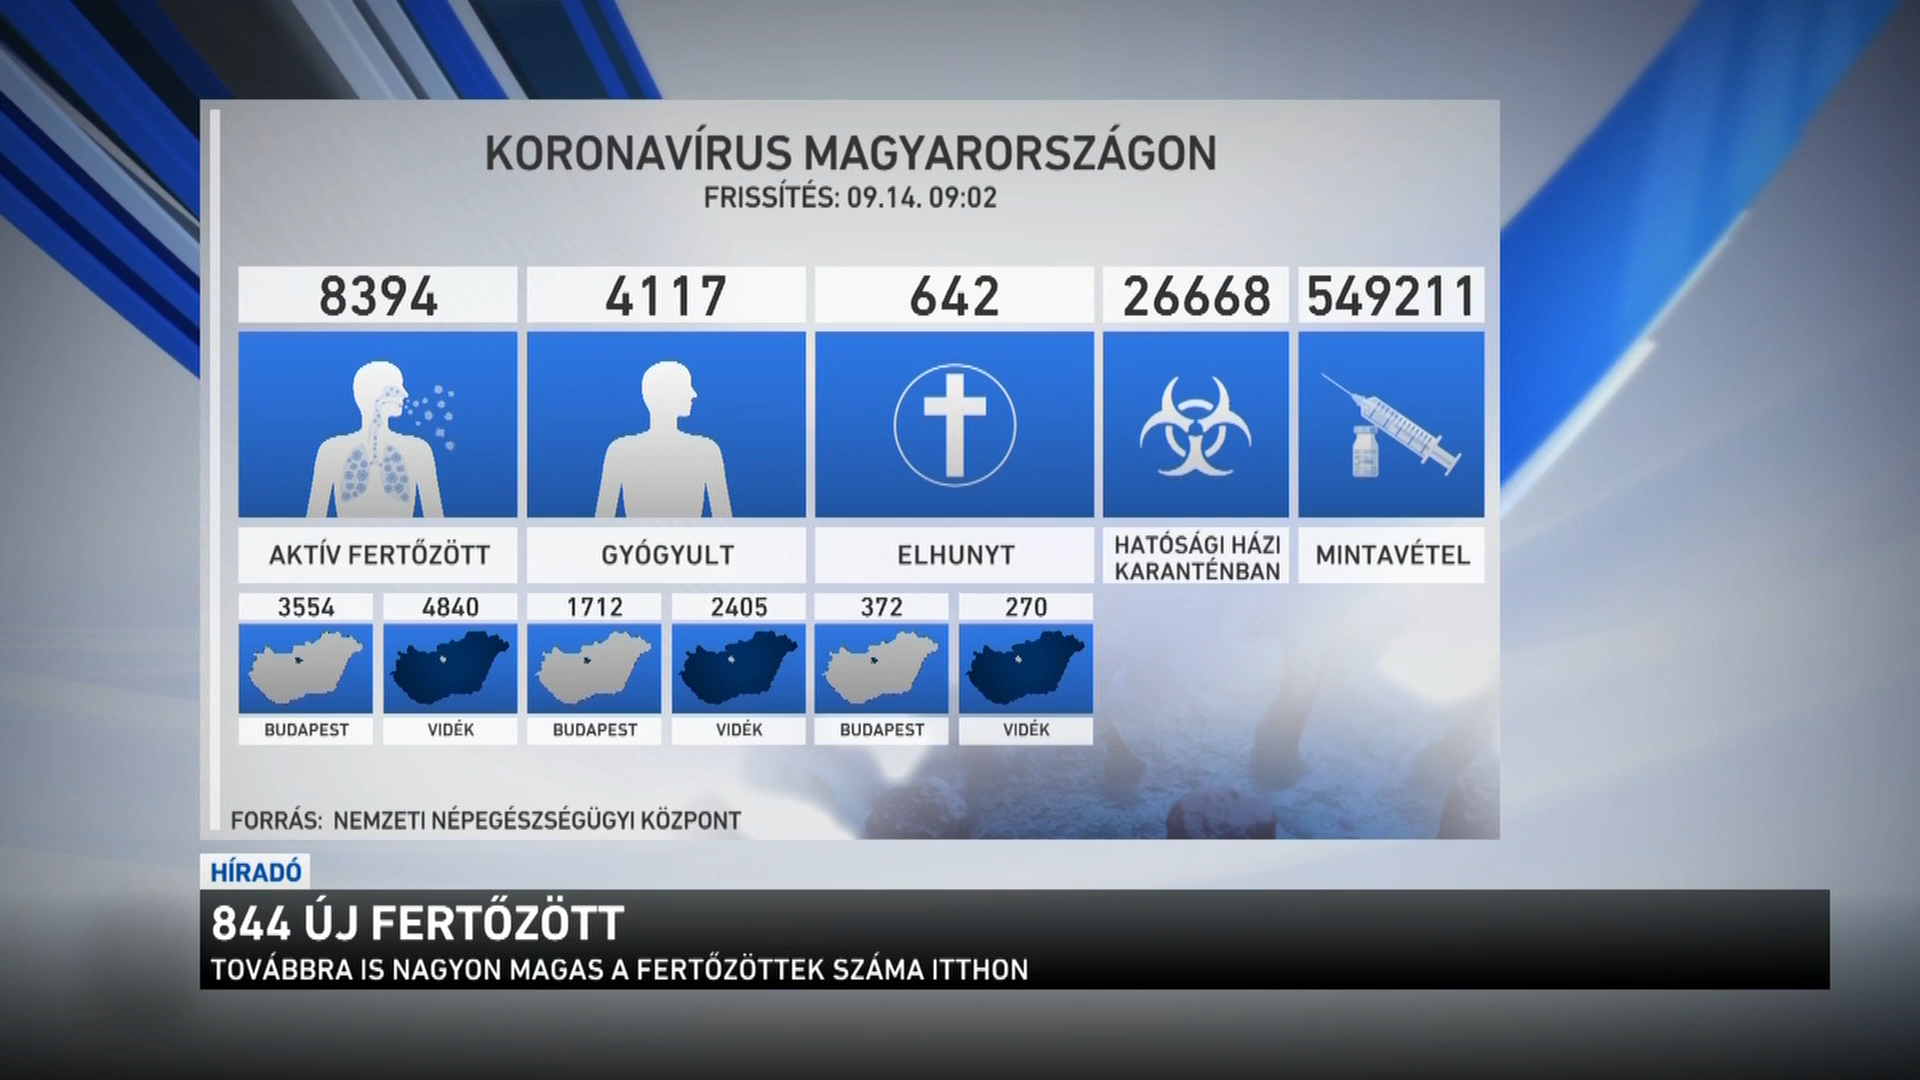 KORONAVÍRUS MAGYARORSZÁGON
FRISSÍTÉS: 09.14. 09:02
8394
4117
642
26668
549211
AKTÍV FERTŐZÖTT
GYÓGYULT
ELHUNYT
HATÓSÁGI HÁZI
KARANTÉNBAN
MINTAVÉTEL
3554
4840
1712
2405
372
270
BUDAPEST
VIDÉK
BUDAPEST
VIDÉK
BUDAPEST
VIDÉK
FORRÁS: NEMZETI NÉPEGÉSZSÉGÜGYI KÖZPONT
HÍRADÓ
844 ÚJ FERTŐZÖTT
TOVÁBBRA IS NAGYON MAGAS A FERTŐZÖTTEK SZÁMA ITTHON